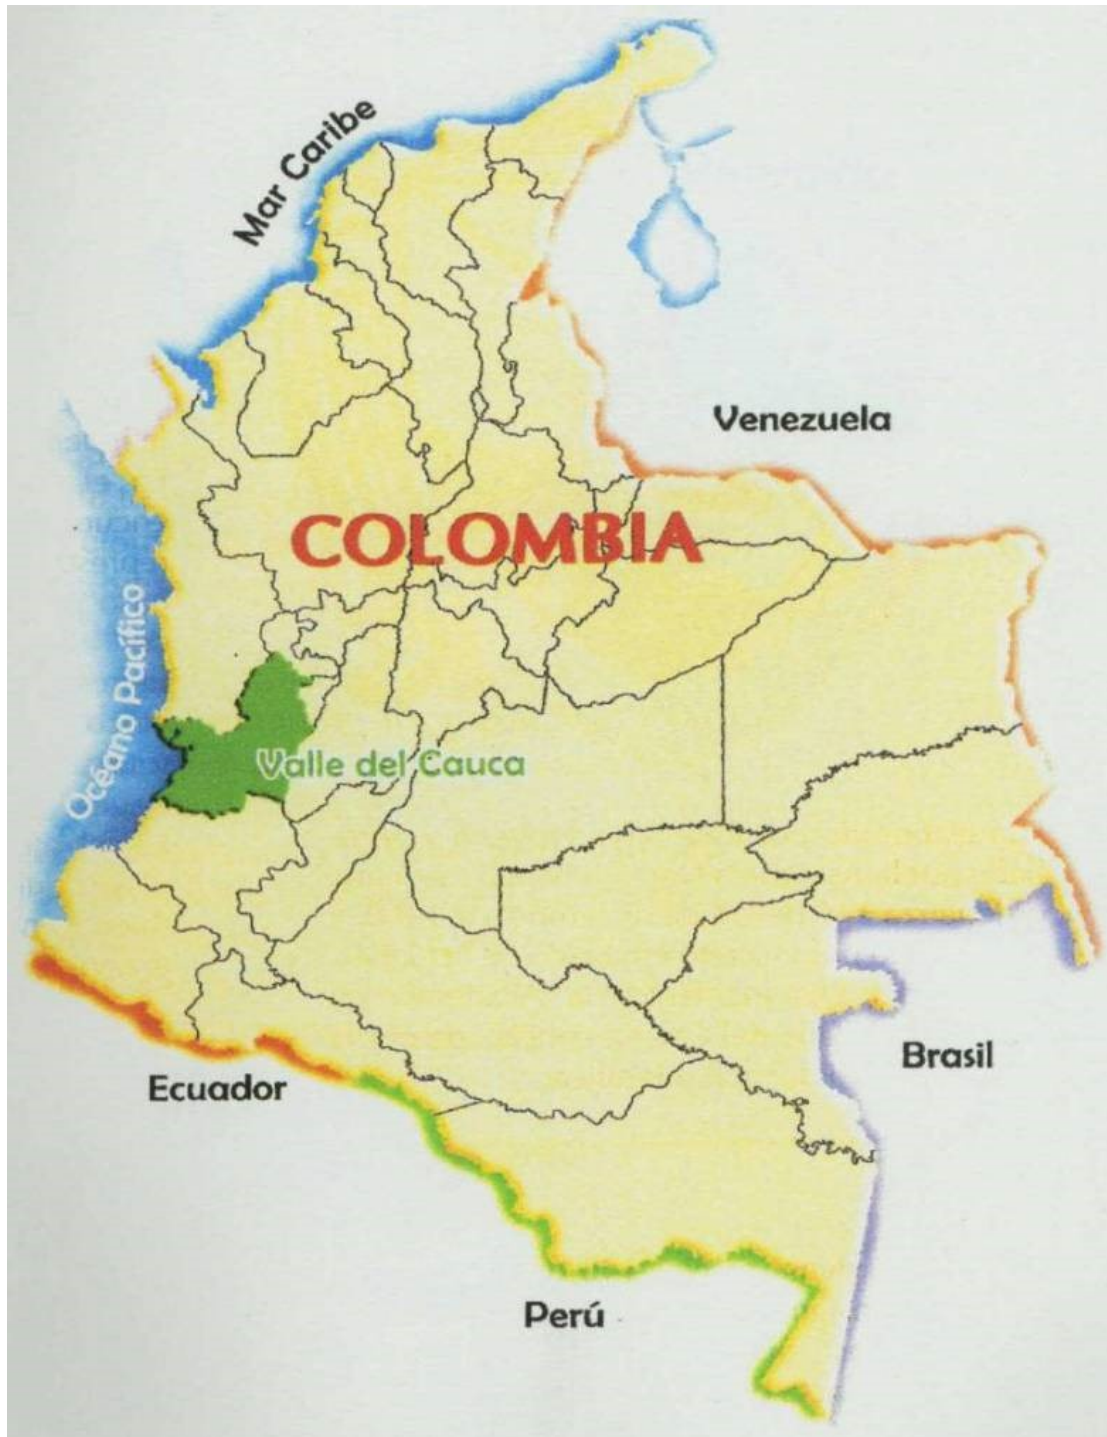 Mar Caribe
Venezuela
COLOMBIA
Océano Pacífico
Valle del Cauca
Brasil
Ecuador
Perú